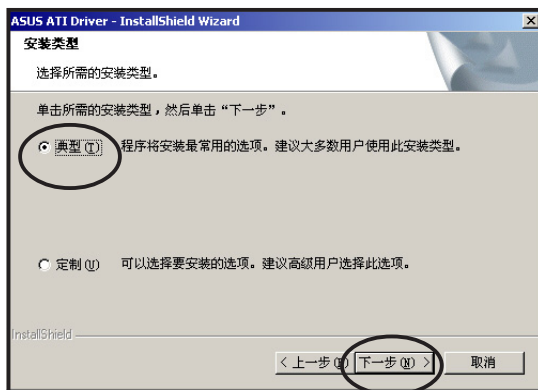 ASUS ATI Driver - InstallShield Wizard
安装类型
选择所需的安装类型。
单击所需的安装类型，然后单击“下一步”。
典型(T) 程序将安装最常用的选项。建议大多数用户使用此安装类型。
定制(U) 可以选择要安装的选项。建议高级用户选择此选项。
InstallShield
< 上一步(B) 下一步(N) > 取消